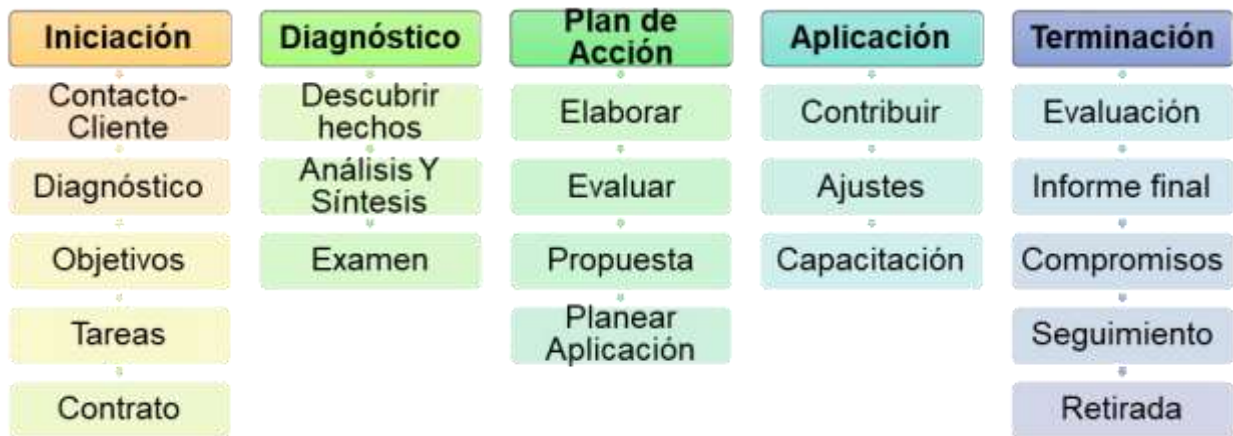 Iniciación
Contacto-
Cliente
Diagnóstico
Objetivos
Tareas
Contrato
Diagnóstico
Descubrir
hechos
Análisis Y
Síntesis
Examen
Plan de
Acción
Elaborar
Evaluar
Propuesta
Planear
Aplicación
Aplicación
Contribuir
Ajustes
Capacitación
Terminación
Evaluación
Informe final
Compromisos
Seguimiento
Retirada